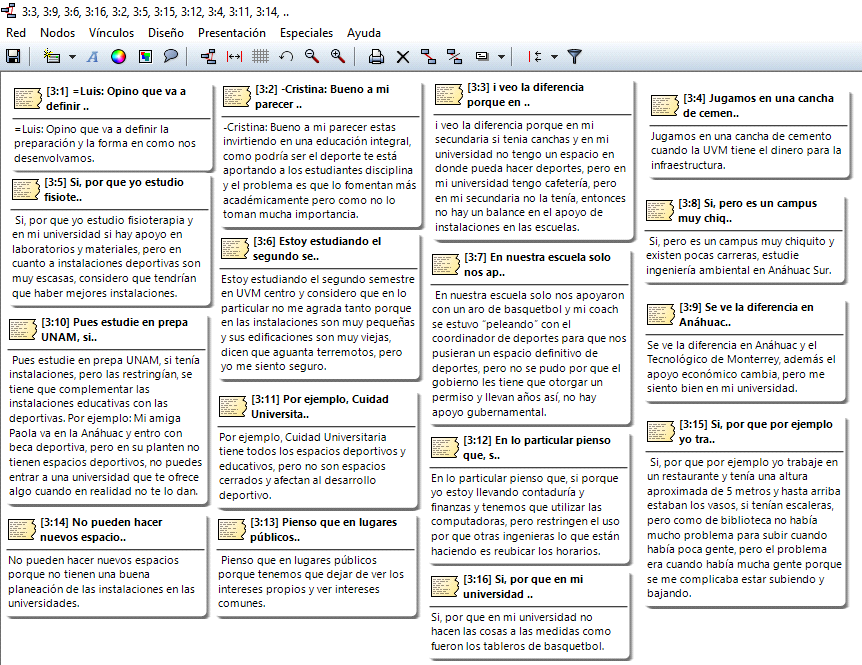 3:3, 3:9, 3:6, 3:16, 3:2, 3:5, 3:15, 3:12, 3:4, 3:11, 3:14, ..
Red Nodos Vínculos Diseño Presentación Especiales Ayuda
[3:1] =Luis: Opino que va a
definir ..
=Luis: Opino que va a definir la
preparación y la forma en como nos
desenvolvamos.
[3:5] Si, por que yo estudio
fisiote..
Si, por que yo estudio fisioterapia y
en mi universidad si hay apoyo en
laboratorios y materiales, pero en
cuanto a instalaciones deportivas son
muy escasas, considero que tendrían
que haber mejores instalaciones.
[3:10] Pues estudie en prepa
UNAM, si..
Pues estudie en prepa UNAM, si tenía
instalaciones, pero las restringían, se
tiene que complementar las
instalaciones educativas con las
deportivas. Por ejemplo: Mi amiga
Paola va en la Anáhuac y entro con
beca deportiva, pero en su planten no
tienen espacios deportivos, no puedes
entrar a una universidad que te ofrece
algo cuando en realidad no te lo dan.
[3:14] No pueden hacer
nuevos espacio..
No pueden hacer nuevos espacios
porque no tienen una buena
planeación de las instalaciones en las
universidades.
[3:2] -Cristina: Bueno a mi
parecer ..
-Cristina: Bueno a mi parecer estas
invirtiendo en una educación integral,
como podría ser el deporte te está
aportando a los estudiantes disciplina
y el problema es que lo fomentan más
académicamente pero como no lo
toman mucha importancia.
[3:6] Estoy estudiando el
segundo se..
Estoy estudiando el segundo semestre
en UVM centro y considero que en lo
particular no me agrada tanto porque
en las instalaciones son muy pequeñas
y sus edificaciones son muy viejas,
dicen que aguanta terremotos, pero
yo me siento seguro.
[3:11] Por ejemplo, Cuidad
Universita..
Por ejemplo, Cuidad Universitaria
tiene todos los espacios deportivos y
educativos, pero no son espacios
cerrados y afectan al desarrollo
deportivo.
[3:13] Pienso que en lugares
públicos..
Pienso que en lugares públicos
porque tenemos que dejar de ver los
intereses propios y ver intereses
comunes.
[3:3] i veo la diferencia
porque en ..
i veo la diferencia porque en mi
secundaria si tenia canchas y en mi
universidad no tengo un espacio en
donde pueda hacer deportes, pero en
mi universidad tengo cafetería, pero
en mi secundaria no la tenía, entonces
no hay un balance en el apoyo de
instalaciones en las escuelas.
[3:7] En nuestra escuela solo
nos ap..
En nuestra escuela solo nos apoyaron
con un aro de basquetbol y mi coach
se estuvo “peleando” con el
coordinador de deportes para que nos
pusieran un espacio definitivo de
deportes, pero no se pudo por que el
gobierno les tiene que otorgar un
permiso y llevan años así, no hay
apoyo gubernamental.
[3:12] En lo particular pienso
que, s..
En lo particular pienso que, si porque
yo estoy llevando contaduría y
finanzas y tenemos que utilizar las
computadoras, pero restringen el uso
por que otras ingenieras lo que están
haciendo es reubicar los horarios.
[3:16] Si, por que en mi
universidad ..
Si, por que en mi universidad no
hacen las cosas a las medidas como
fueron los tableros de basquetbol.
[3:4] Jugamos en una cancha
de cemen..
Jugamos en una cancha de cemento
cuando la UVM tiene el dinero para la
infraestructura.
[3:8] Si, pero es un campus
muy chiq..
Si, pero es un campus muy chiquito y
existen pocas carreras, estudie
ingeniería ambiental en Anáhuac Sur.
[3:9] Se ve la diferencia en
Anáhuac..
Se ve la diferencia en Anáhuac y el
Tecnológico de Monterrey, además el
apoyo económico cambia, pero me
siento bien en mi universidad.
[3:15] Si, por que por ejemplo
yo tra..
Si, por que por ejemplo yo trabaje en
un restaurante y tenía una altura
aproximada de 5 metros y hasta arriba
estaban los vasos, si tenían escaleras,
pero como de biblioteca no había
mucho problema para subir cuando
había poca gente, pero el problema
era cuando había mucha gente porque
se me complicaba estar subiendo y
bajando.